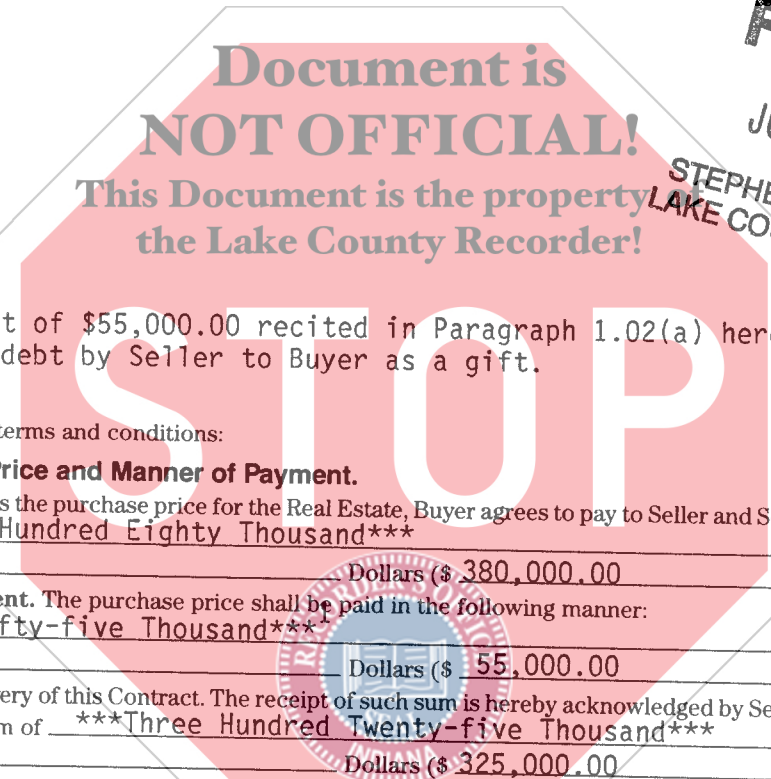 Document is
NOT OFFICIAL!
This Document is the property of
the Lake County Recorder!
STEPHE
LAKE CO
STOP
t of $55,000.00 recited in Paragraph 1.02(a) her
debt by Seller to Buyer as a gift.
terms and conditions:
rice and Manner of Payment.
s the purchase price for the Real Estate, Buyer agrees to pay to Seller and S
Hundred Eighty Thousand***
Dollars ($ 380,000.00
ent. The purchase price shall be paid in the following manner:
fty-five Thousand***1
Dollars ($ 55,000.00
ery of this Contract. The receipt of such sum is hereby acknowledged by Se
m of ***Three Hundred Twenty-five Thousand***
Dollars ($ 325,000.00
INDIANA